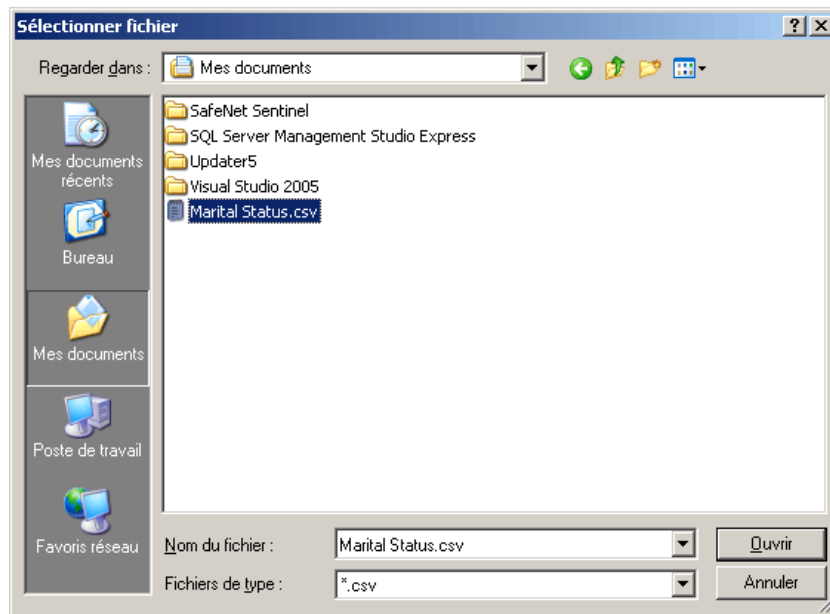 Sélectionner fichier
Regarder dans :
Mes documents
SafeNet Sentinel
SQL Server Management Studio Express
Updater5
Visual Studio 2005
Marital Status.csv
Mes documents
récents
Bureau
Mes documents
Poste de travail
Favoris réseau
Nom du fichier :
Marital Status.csv
Ouvrir
Fichiers de type :
*.csv
Annuler